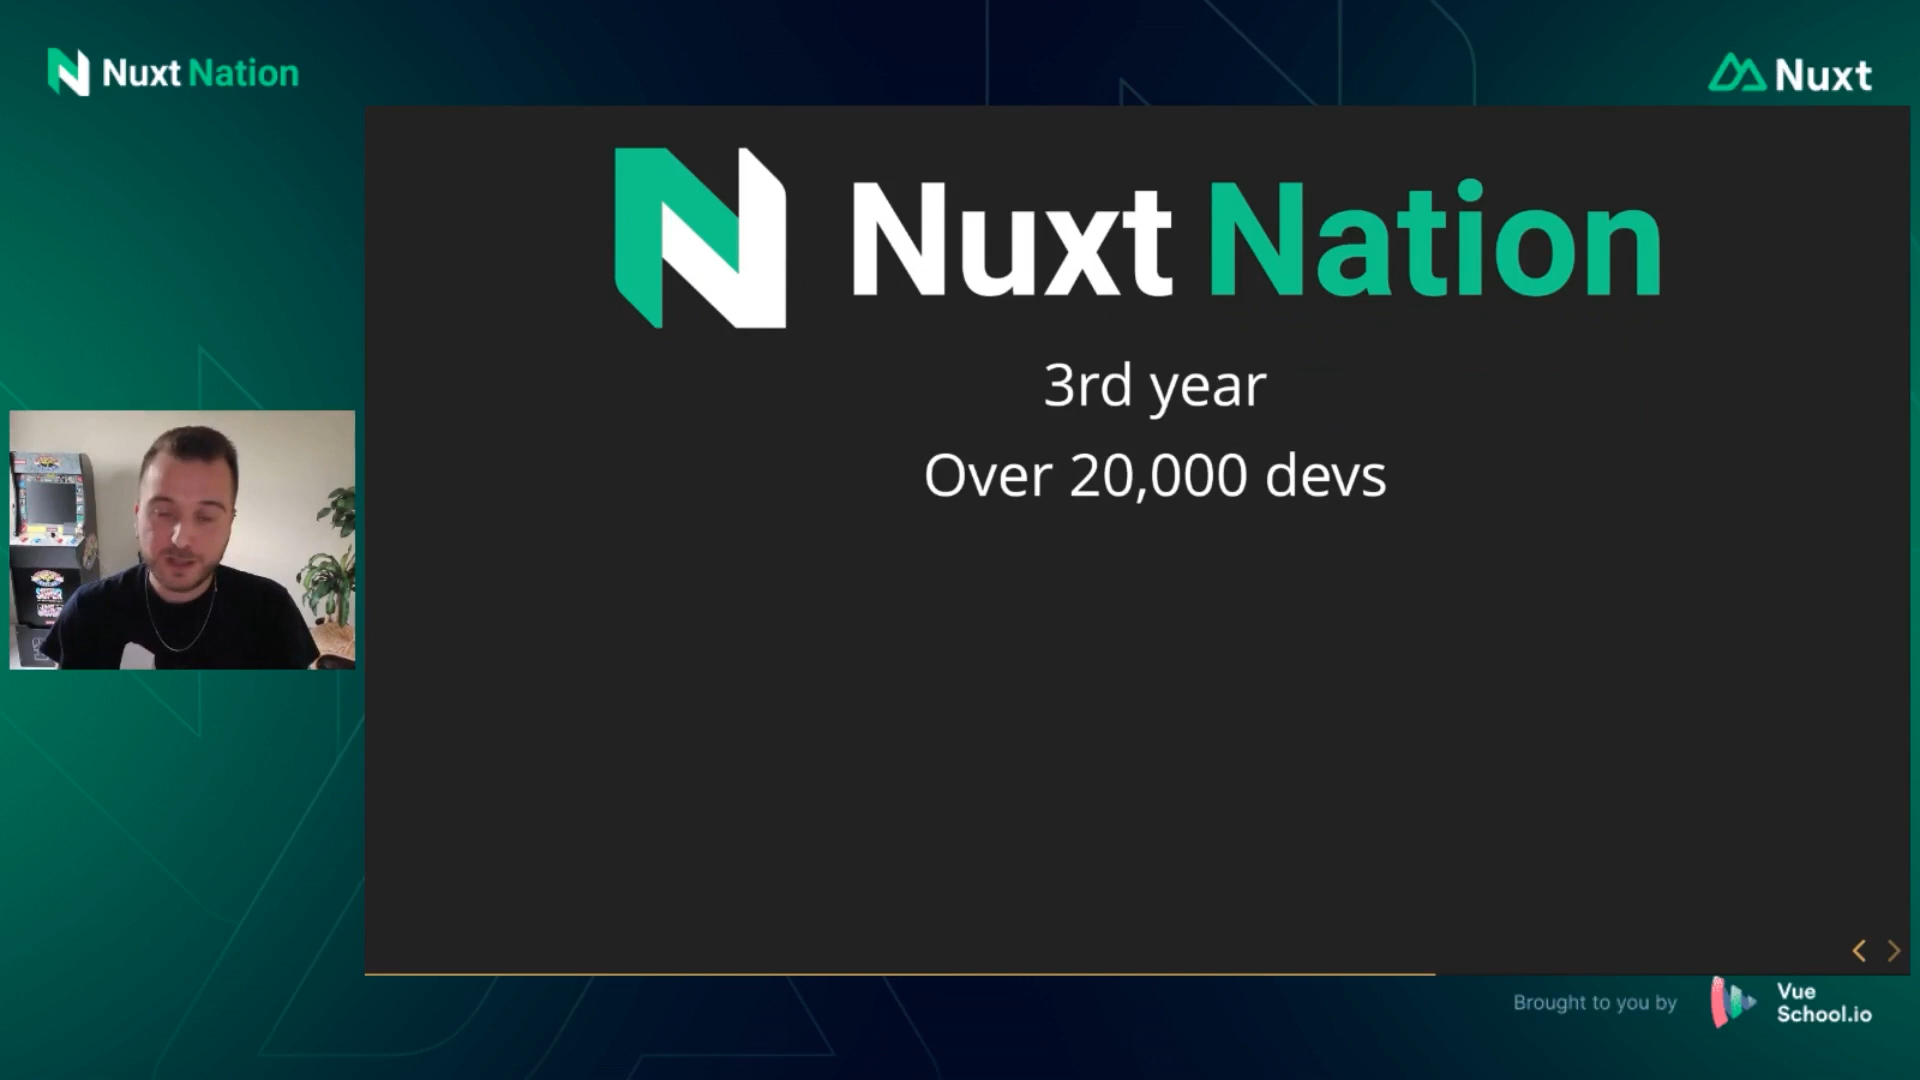 Nuxt Nation
Nuxt
Nuxt Nation
3rd year
Over 20,000 devs
Brought to you by
Vue
School.io